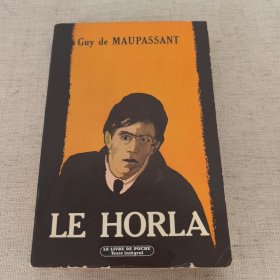 Guy de MAUPASSANT
LE HORLA
LE LIVRE DE POCHE
Texte intégral